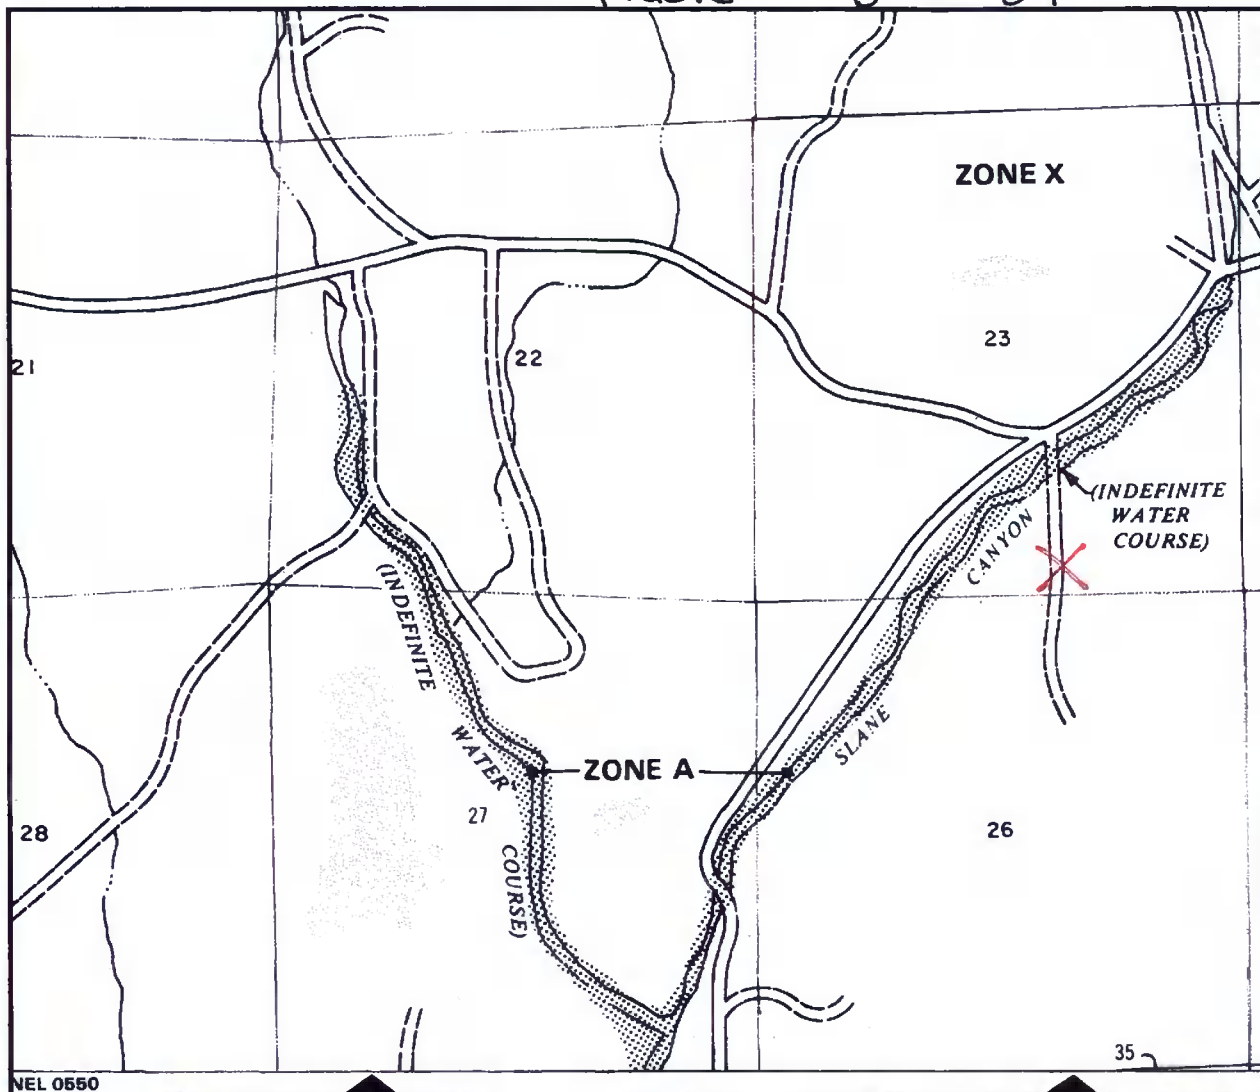 ZONE X
23
21
22
(INDEFINITE
WATER
COURSE)
CANYON
(INDEFINITE
WATER
COURSE)
SLANE
ZONE A
27
28
26
35
NEL 0550